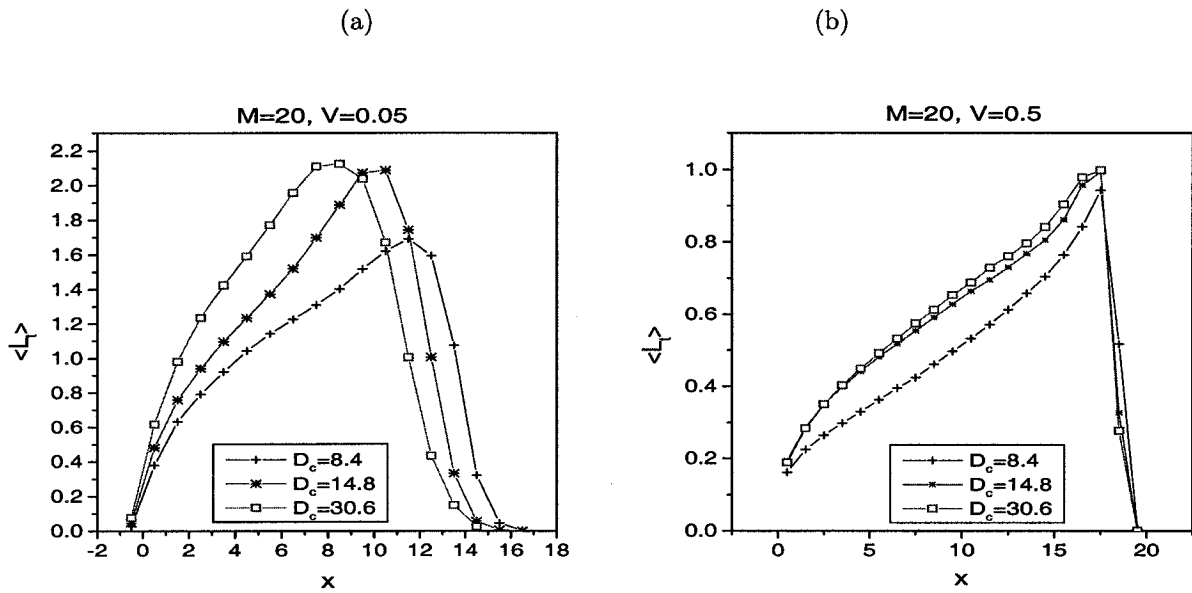 (a)
(b)
M=20, V=0.05
<Lₜ>
2.2
2.0
1.8
1.6
1.4
1.2
1.0
0.8
0.6
0.4
0.2
0.0
D_c=8.4
D_c=14.8
D_c=30.6
-2 0 2 4 6 8 10 12 14 16 18
x
M=20, V=0.5
<Lₜ>
1.0
0.8
0.6
0.4
0.2
0.0
D_c=8.4
D_c=14.8
D_c=30.6
0 5 10 15 20
x